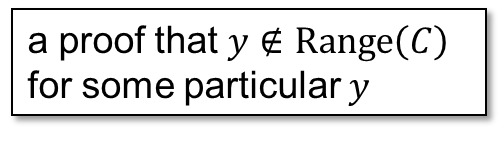 a proof that y ∉ Range(C)
for some particular y